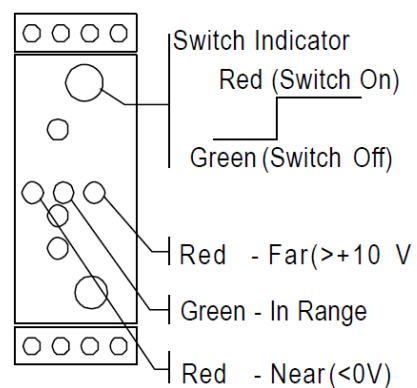 Switch Indicator
Red (Switch On)
Green (Switch Off)
Red - Far(>+10 V
Green - In Range
Red - Near(<0V)